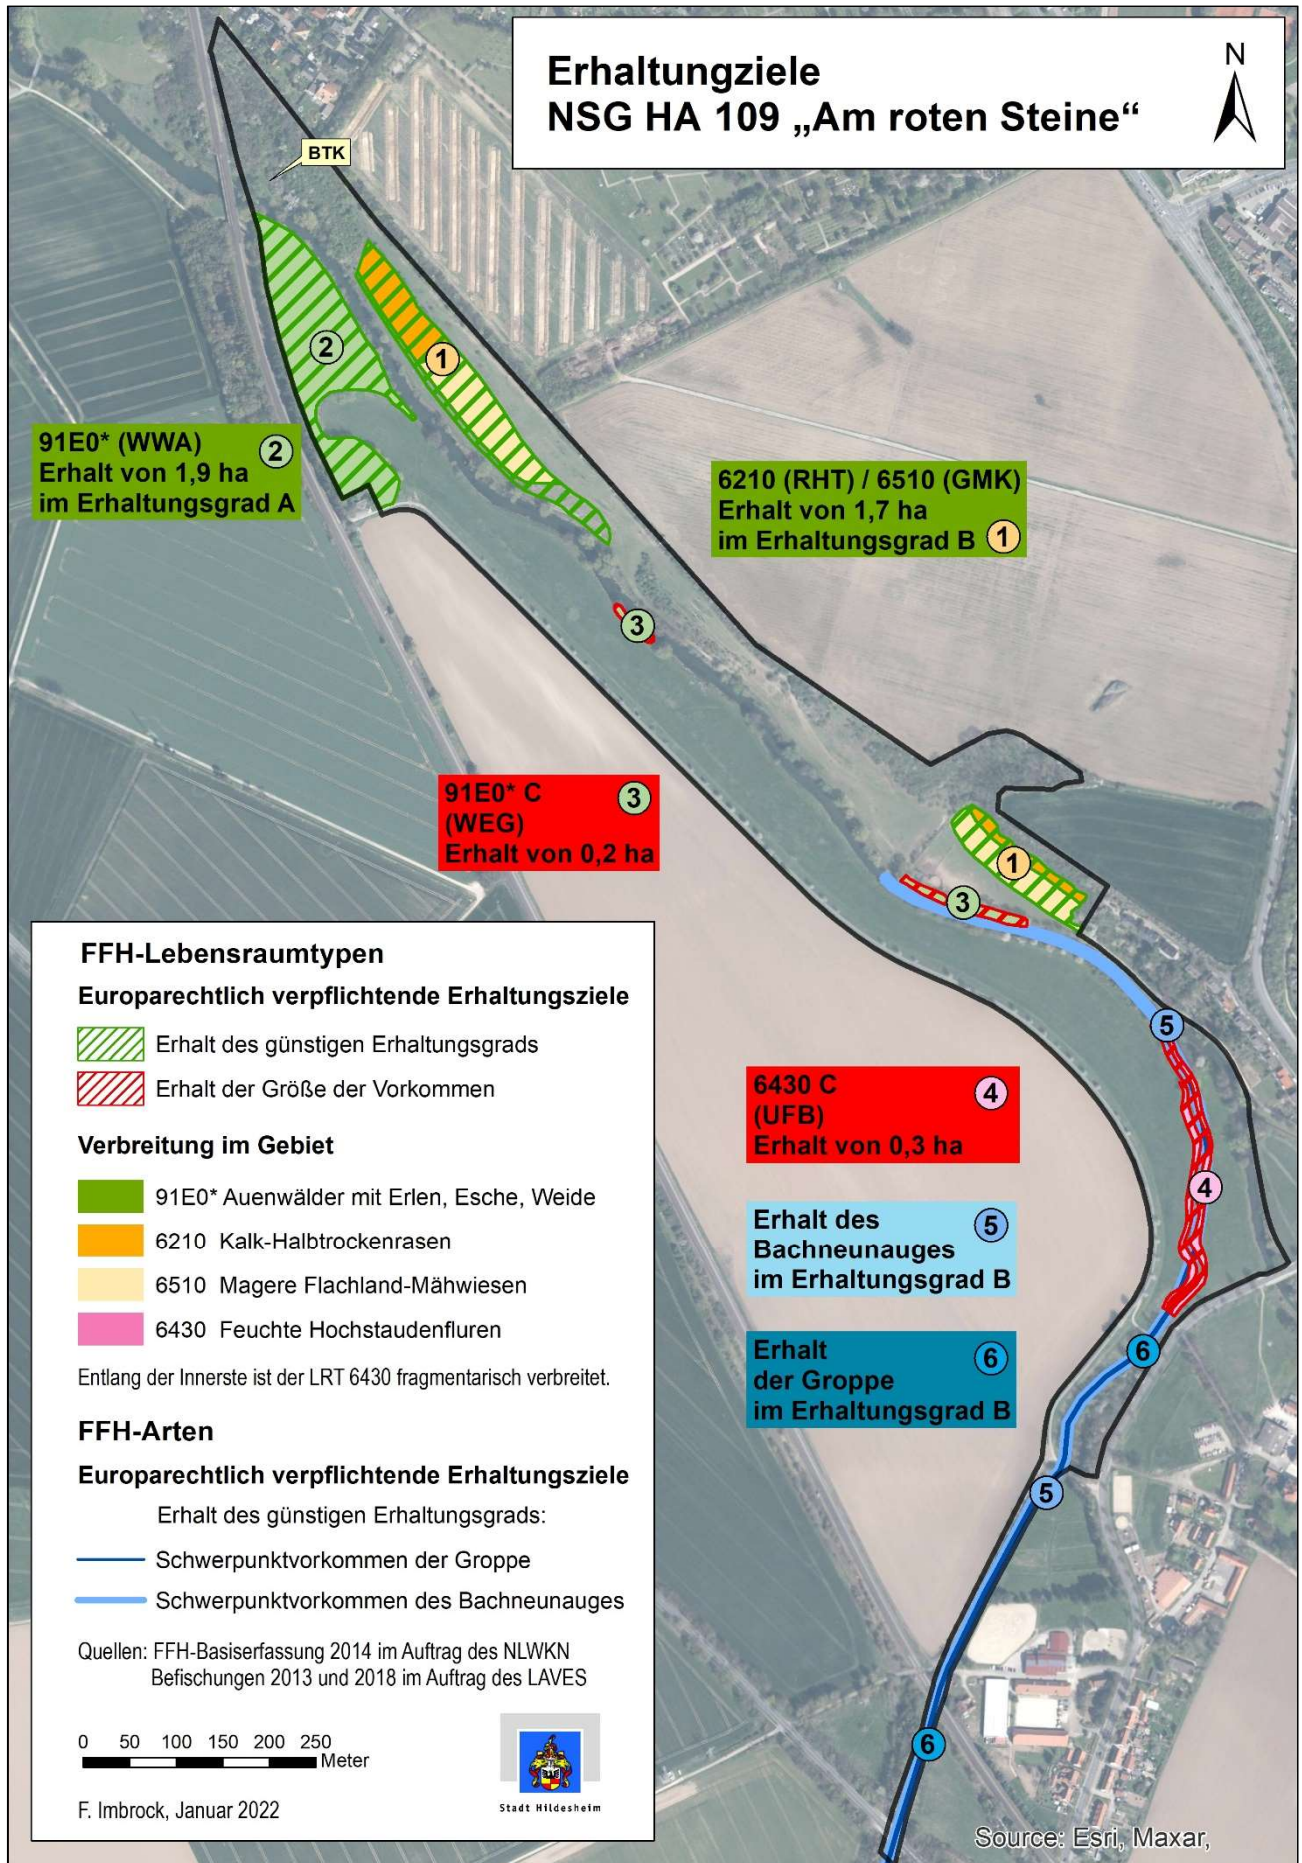 Erhaltungziele
NSG HA 109 „Am roten Steine“
N
BTK
2
1
91E0* (WWA)
2
Erhalt von 1,9 ha
im Erhaltungsgrad A
6210 (RHT) / 6510 (GMK)
Erhalt von 1,7 ha
im Erhaltungsgrad B
1
3
91E0* C
3
(WEG)
Erhalt von 0,2 ha
1
3
5
6430 C
4
(UFB)
Erhalt von 0,3 ha
4
Erhalt des
5
Bachneunauges
im Erhaltungsgrad B
Erhalt
6
der Groppe
im Erhaltungsgrad B
6
5
6
FFH-Lebensraumtypen
Europarechtlich verpflichtende Erhaltungsziele
Erhalt des günstigen Erhaltungsgrads
Erhalt der Größe der Vorkommen
Verbreitung im Gebiet
91E0* Auenwälder mit Erlen, Esche, Weide
6210 Kalk-Halbtrockenrasen
6510 Magere Flachland-Mähwiesen
6430 Feuchte Hochstaudenfluren
Entlang der Innerste ist der LRT 6430 fragmentarisch verbreitet.
FFH-Arten
Europarechtlich verpflichtende Erhaltungsziele
Erhalt des günstigen Erhaltungsgrads:
Schwerpunktvorkommen der Groppe
Schwerpunktvorkommen des Bachneunauges
Quellen: FFH-Basiserfassung 2014 im Auftrag des NLWKN
Befischungen 2013 und 2018 im Auftrag des LAVES
0 50 100 150 200 250
Meter
F. Imbrock, Januar 2022
Stadt Hildesheim
Source: Esri, Maxar,